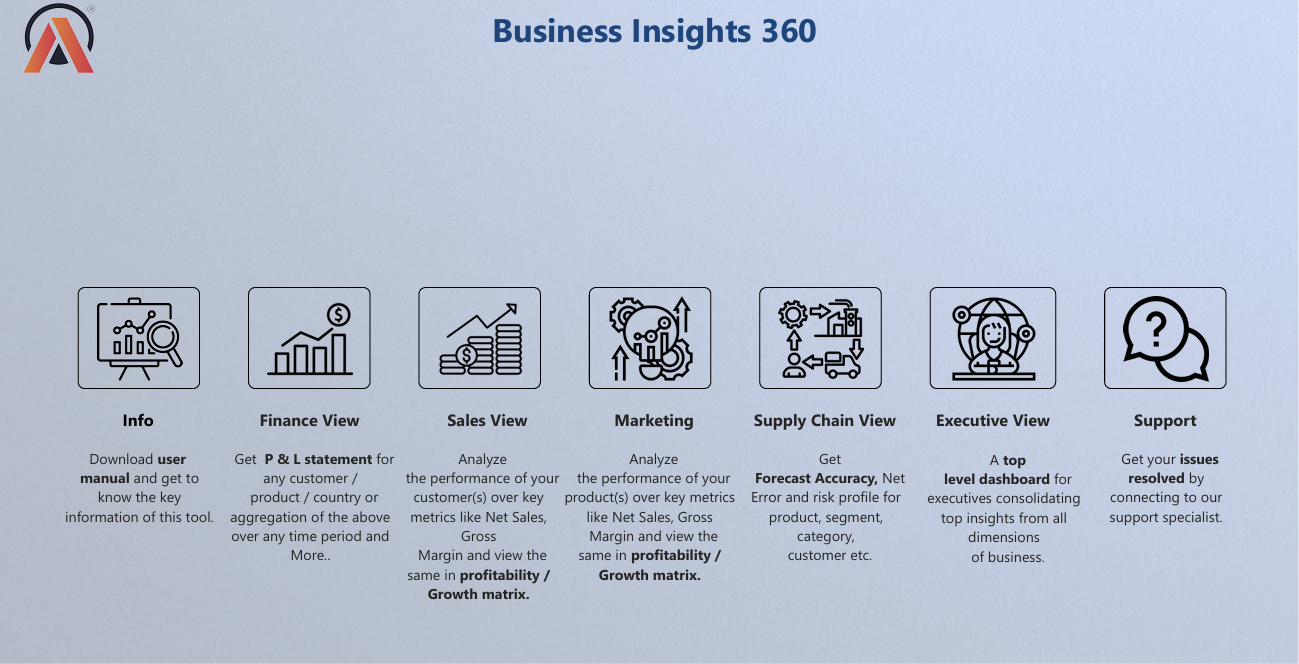 Business Insights 360
Info
Download user
manual and get to
know the key
information of this tool.
Finance View
Get P & L statement for
any customer /
product / country or
aggregation of the above
over any time period and
More..
Sales View
Analyze
the performance of your
customer(s) over key
metrics like Net Sales,
Gross
Margin and view the
same in profitability /
Growth matrix.
Marketing
Analyze
the performance of your
product(s) over key metrics
like Net Sales, Gross
Margin and view the
same in profitability /
Growth matrix.
Supply Chain View
Get
Forecast Accuracy, Net
Error and risk profile for
product, segment,
category,
customer etc.
Executive View
A top
level dashboard for
executives consolidating
top insights from all
dimensions
of business.
Support
Get your issues
resolved by
connecting to our
support specialist.